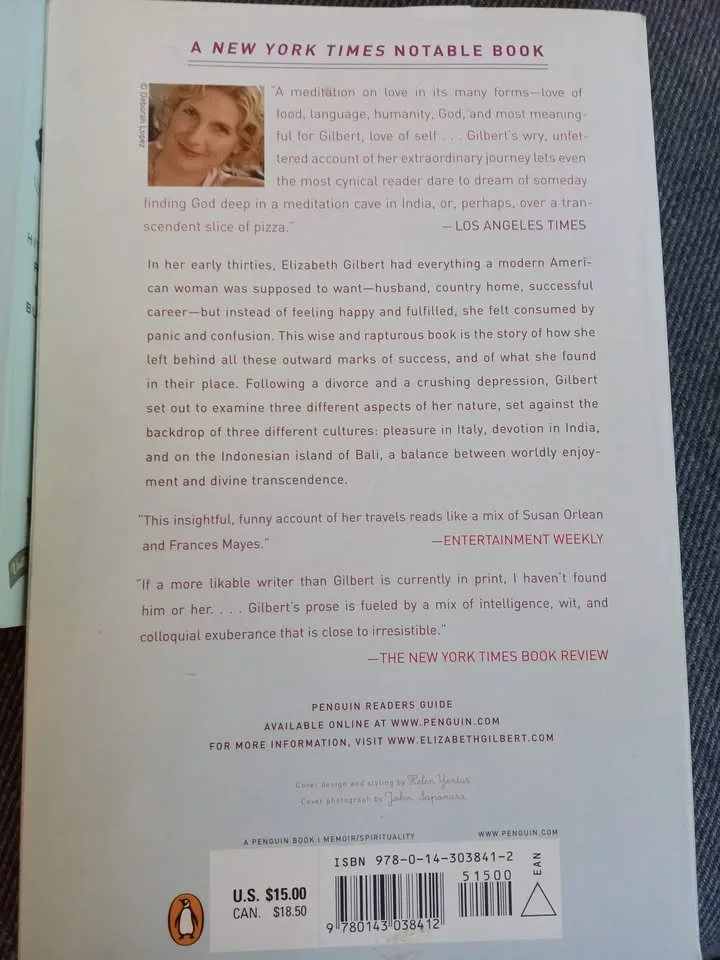 A NEW YORK TIMES NOTABLE BOOK
© Deborah Lopez
"A meditation on love in its many forms—love of
food, language, humanity, God, and most meaning-
ful for Gilbert, love of self . . . Gilbert's wry, unfet-
tered account of her extraordinary journey lets even
the most cynical reader dare to dream of someday
finding God deep in a meditation cave in India, or, perhaps, over a tran-
scendent slice of pizza." —LOS ANGELES TIMES
In her early thirties, Elizabeth Gilbert had everything a modern Ameri-
can woman was supposed to want—husband, country home, successful
career—but instead of feeling happy and fulfilled, she felt consumed by
panic and confusion. This wise and rapturous book is the story of how she
left behind all these outward marks of success, and of what she found
in their place. Following a divorce and a crushing depression, Gilbert
set out to examine three different aspects of her nature, set against the
backdrop of three different cultures: pleasure in Italy, devotion in India,
and on the Indonesian island of Bali, a balance between worldly enjoy-
ment and divine transcendence.
"This insightful, funny account of her travels reads like a mix of Susan Orlean
and Frances Mayes." —ENTERTAINMENT WEEKLY
"If a more likable writer than Gilbert is currently in print, I haven't found
him or her. . . . Gilbert's prose is fueled by a mix of intelligence, wit, and
colloquial exuberance that is close to irresistible."
—THE NEW YORK TIMES BOOK REVIEW
PENGUIN READERS GUIDE
AVAILABLE ONLINE AT WWW.PENGUIN.COM
FOR MORE INFORMATION, VISIT WWW.ELIZABETHGILBERT.COM
Cover design and styling by Helen Yentus
Cover photograph by John Saponara
A PENGUIN BOOK | MEMOIR/SPIRITUALITY WWW.PENGUIN.COM
U.S. $15.00
CAN. $18.50
ISBN 978-0-14-303841-2
51500
EAN
9 780143 038412